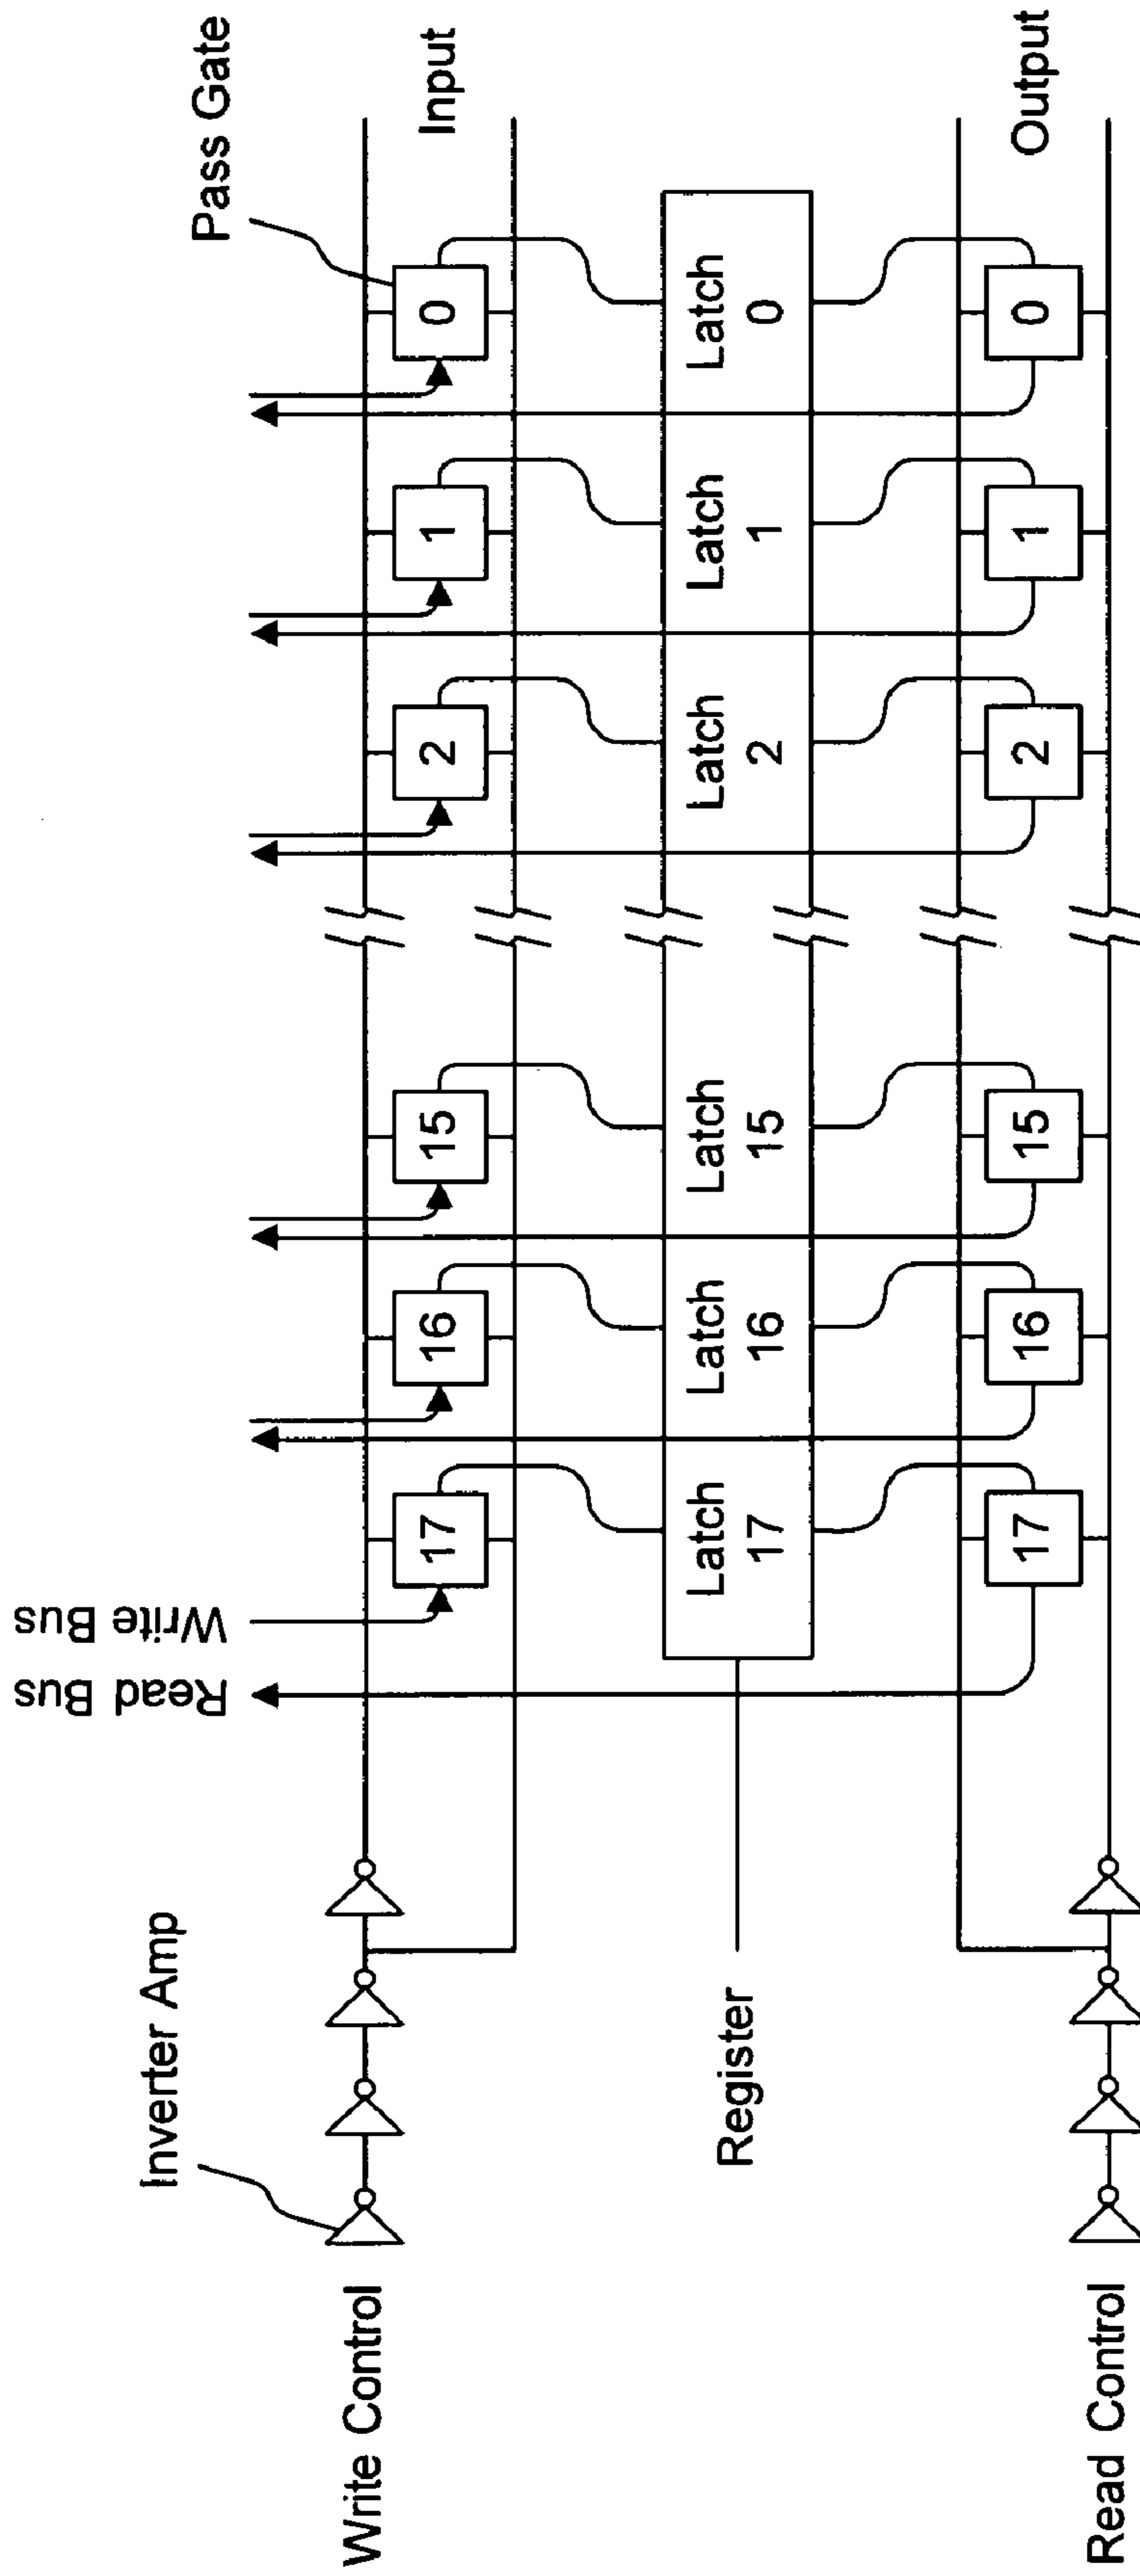 Pass Gate
Inverter Amp
Write Bus
Read Bus
Write Control
17
16
15
2
1
0
Input
Register
Latch
17
Latch
16
Latch
15
Latch
2
Latch
1
Latch
0
Read Control
17
16
15
2
1
0
Output